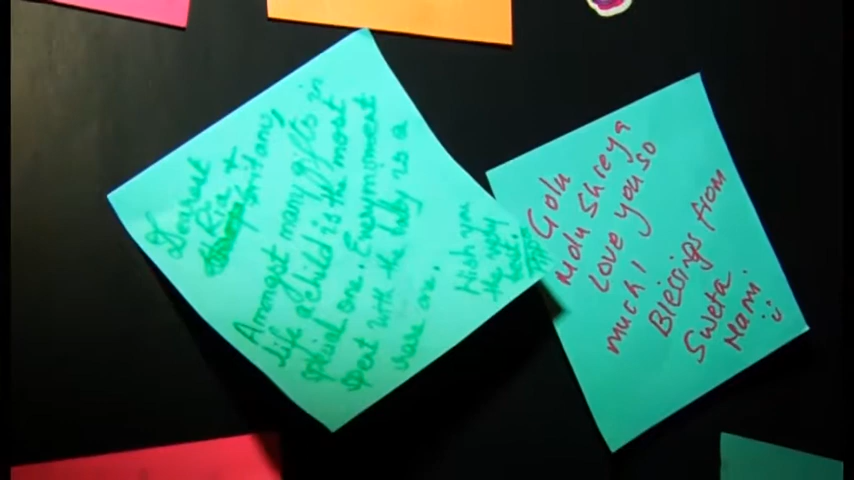 Dearest
Ria +
Amongst many gifts in
life a child is the most
special one. Every moment
spent with the baby is a
rare one.
Wish you
the very
best.
Golu
Molu Shreya
Love you so
much!
Blessings from
Sweta
Mami